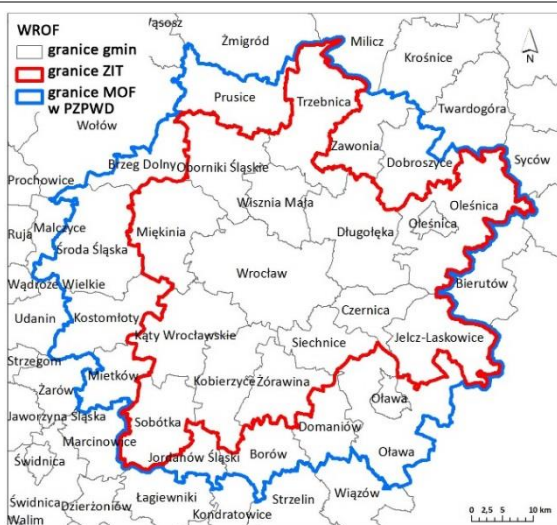 WROF
granice gmin
granice ZIT
granice MOF
w PZPWD
Żmigród
Milicz
Krośnice
N
Prusice
Trzebnica
Twardogóra
Wołów
Zawonia
Brzeg Dolny
Oborniki Śląskie
Dobroszyce
Syców
Prochowice
Wisznia Mała
Oleśnica
Ruja
Malczyce
Miękinia
Długołęka
Oleśnica
Środa Śląska
Wrocław
Wądroże Wielkie
Bierutów
Udanin
Kostomłoty
Czernica
Kąty Wrocławskie
Siechnice
Jelcz-Laskowice
Strzegom
Mietków
Kobierzyce
Żórawina
Żarów
Oława
Jaworzyna Śląska
Sobótka
Domaniów
Marcinowice
Jordanów Śląski
Borów
Oława
Świdnica
Świdnica
Dzierżoniów
Łagiewniki
Strzelin
Wiązów
Kondratowice
Walim
0 2,5 5 10 km